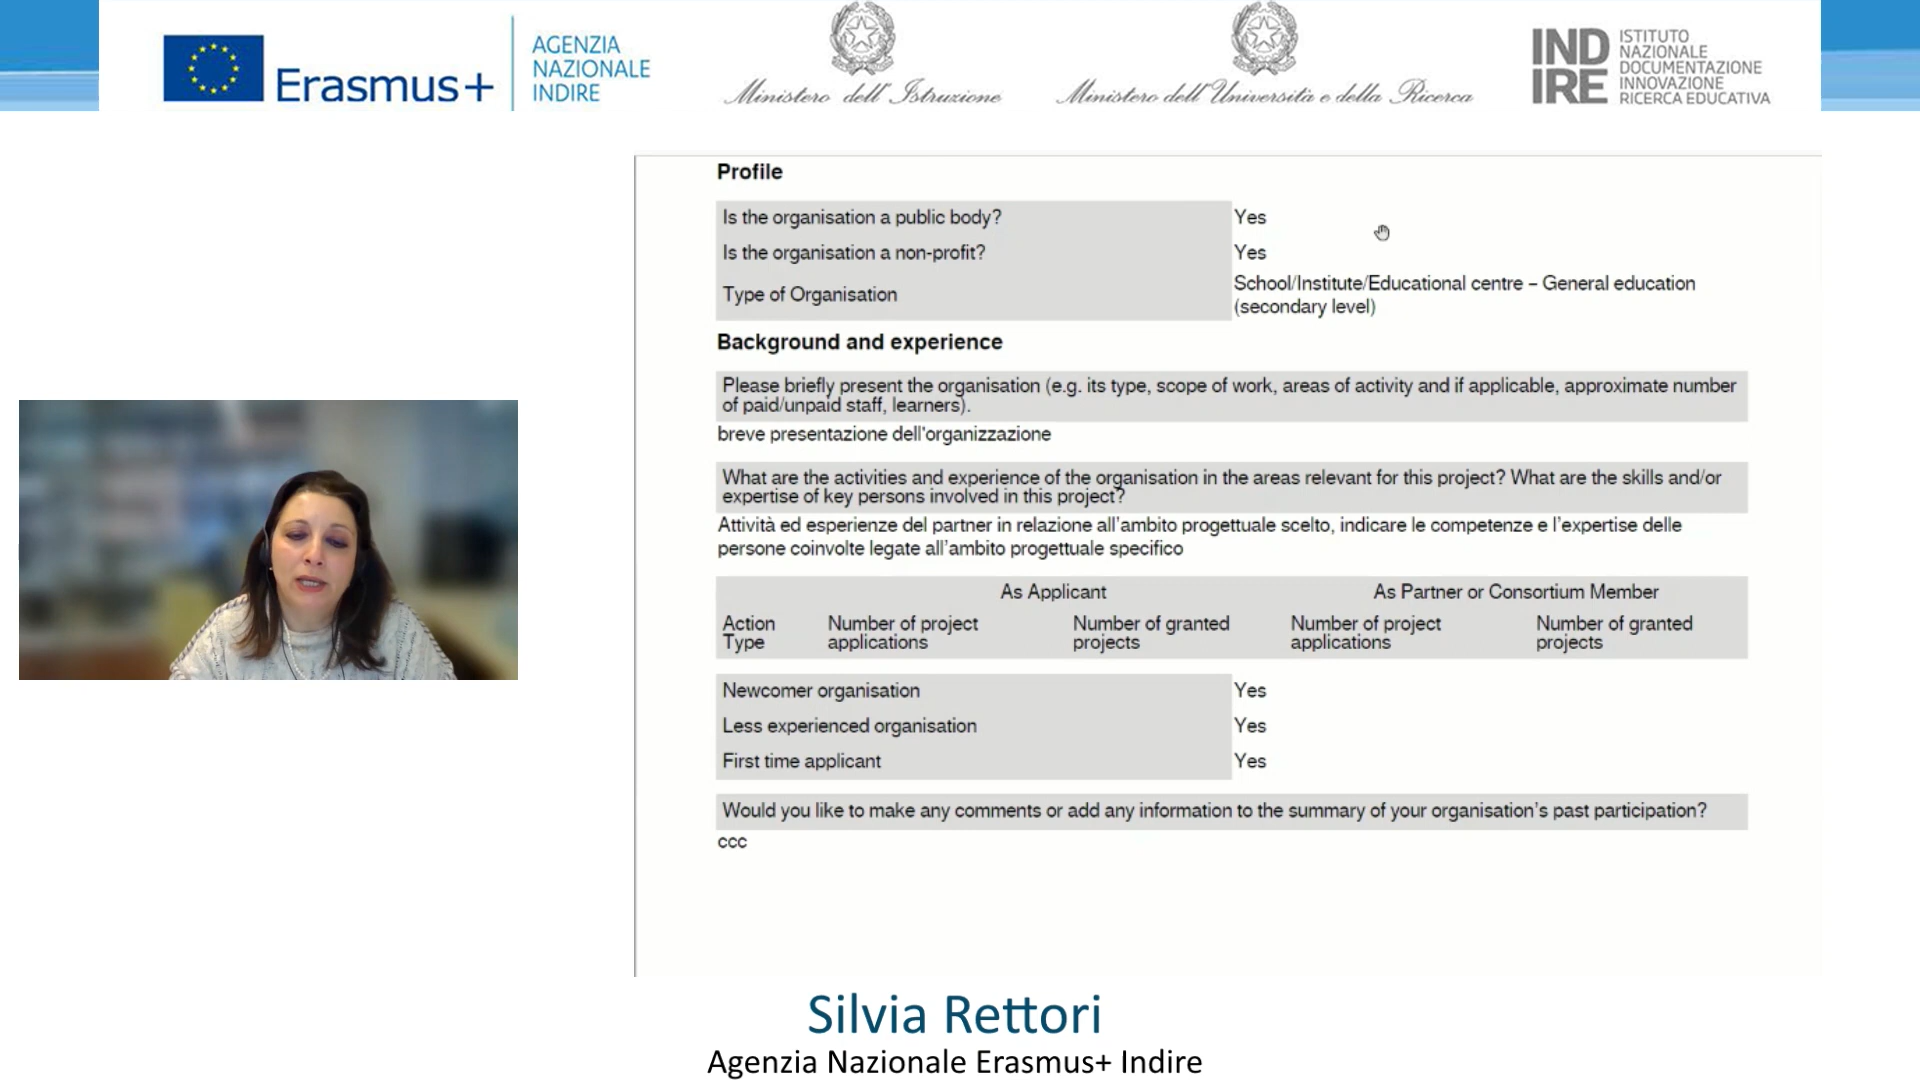 Erasmus+
AGENZIA
NAZIONALE
INDIRE
Ministero dell'Istruzione
Ministero dell'Università e della Ricerca
IND
IRE
ISTITUTO
NAZIONALE
DOCUMENTAZIONE
INNOVAZIONE
RICERCA EDUCATIVA
Profile
Is the organisation a public body? Yes
Is the organisation a non-profit? Yes
Type of Organisation School/Institute/Educational centre – General education
(secondary level)
Background and experience
Please briefly present the organisation (e.g. its type, scope of work, areas of activity and if applicable, approximate number
of paid/unpaid staff, learners).
breve presentazione dell'organizzazione
What are the activities and experience of the organisation in the areas relevant for this project? What are the skills and/or
expertise of key persons involved in this project?
Attività ed esperienze del partner in relazione all'ambito progettuale scelto, indicare le competenze e l'expertise delle
persone coinvolte legate all'ambito progettuale specifico
As Applicant As Partner or Consortium Member
Action Number of project Number of granted Number of project Number of granted
Type applications projects applications projects
Newcomer organisation Yes
Less experienced organisation Yes
First time applicant Yes
Would you like to make any comments or add any information to the summary of your organisation's past participation?
ccc
Silvia Rettori
Agenzia Nazionale Erasmus+ Indire